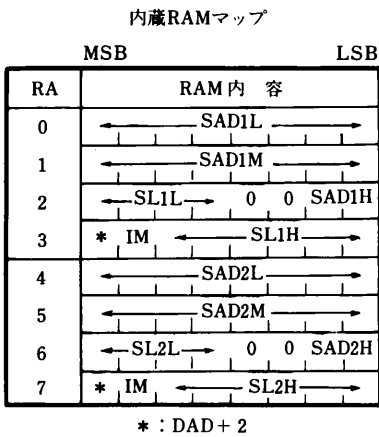 内蔵RAMマップ
MSB LSB
RA RAM内 容
0 SAD1L
1 SAD1M
2 SL1L 0 0 SAD1H
3 * IM SL1H
4 SAD2L
5 SAD2M
6 SL2L 0 0 SAD2H
7 * IM SL2H
* : DAD+2